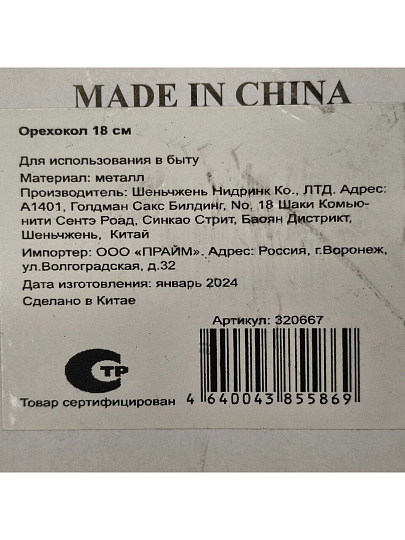 MADE IN CHINA
Орехокол 18 см
Для использования в быту
Материал: металл
Производитель: Шеньчжень Нидринк Ко., ЛТД. Адрес:
А1401, Голдман Сакс Билдинг, No, 18 Шаки Комью-
нити Сентэ Роад, Синкао Стрит, Баоян Дистрикт,
Шеньчжень, Китай
Импортер: ООО «ПРАЙМ». Адрес: Россия, г.Воронеж,
ул.Волгоградская, д.32
Дата изготовления: январь 2024
Сделано в Китае
Артикул: 320667
СТР
Товар сертифицирован
4 640043 855869